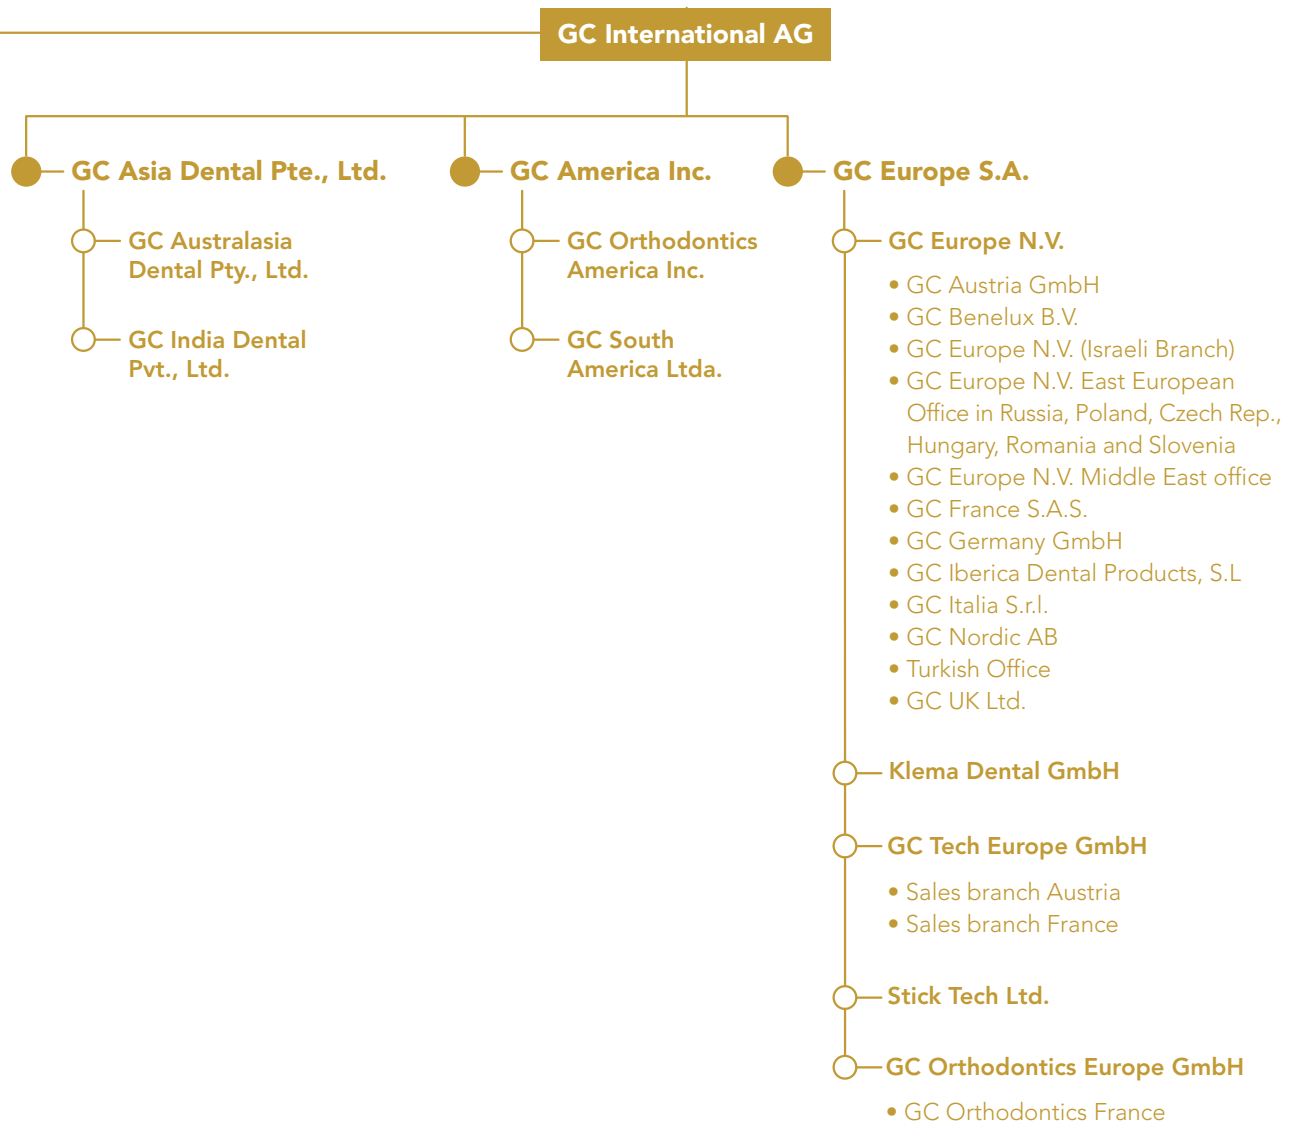 GC International AG
GC Asia Dental Pte., Ltd.
GC Australasia
Dental Pty., Ltd.
GC India Dental
Pvt., Ltd.
GC America Inc.
GC Orthodontics
America Inc.
GC South
America Ltda.
GC Europe S.A.
GC Europe N.V.
• GC Austria GmbH
• GC Benelux B.V.
• GC Europe N.V. (Israeli Branch)
• GC Europe N.V. East European
Office in Russia, Poland, Czech Rep.,
Hungary, Romania and Slovenia
• GC Europe N.V. Middle East office
• GC France S.A.S.
• GC Germany GmbH
• GC Iberica Dental Products, S.L
• GC Italia S.r.l.
• GC Nordic AB
• Turkish Office
• GC UK Ltd.
Klema Dental GmbH
GC Tech Europe GmbH
• Sales branch Austria
• Sales branch France
Stick Tech Ltd.
GC Orthodontics Europe GmbH
• GC Orthodontics France